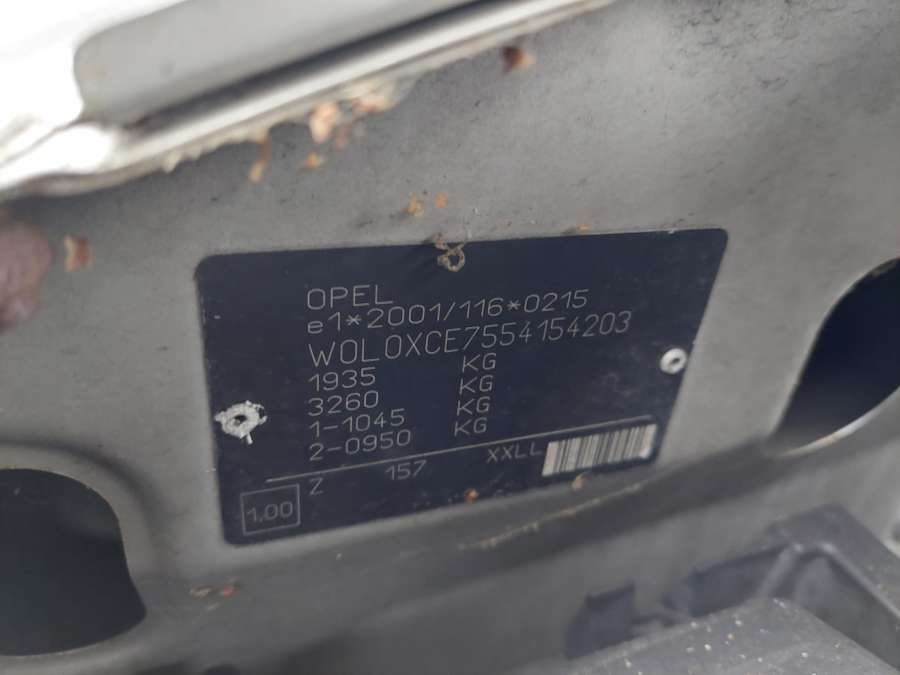 OPEL
e1*2001/116*0215
W0L0XCE7554154203
1935 KG
3260 KG
1-1045 KG
2-0950 KG
Z 157 XXLL
1,00